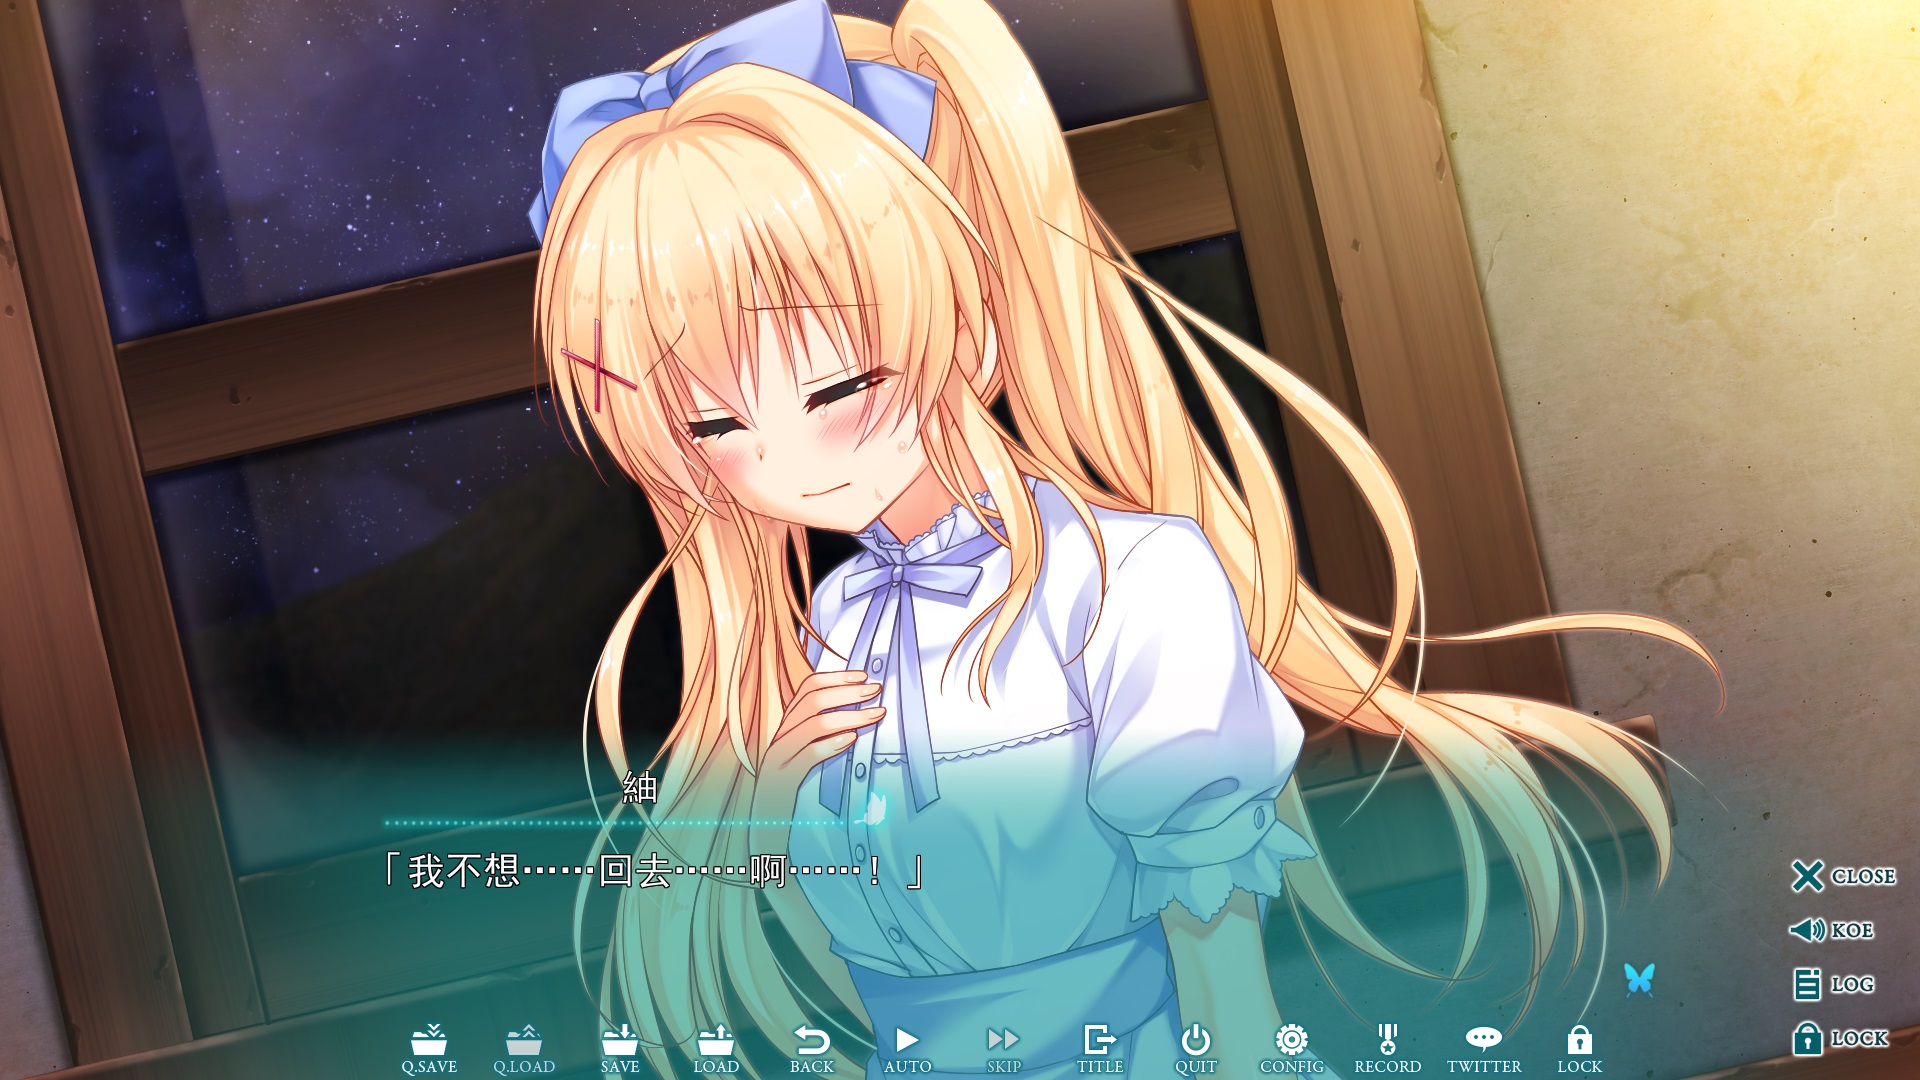 紬
「我不想……回去……啊……！」
CLOSE
KOE
LOG
LOCK
Q.SAVE
Q.LOAD
SAVE
LOAD
BACK
AUTO
SKIP
TITLE
QUIT
CONFIG
RECORD
TWITTER
LOCK